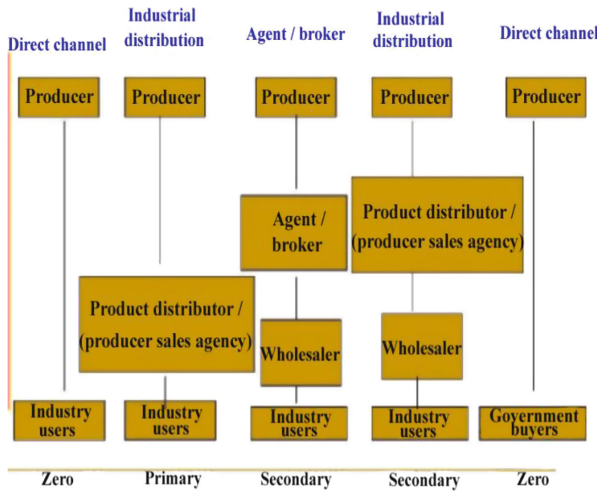 Direct channel
Industrial
distribution
Agent / broker
Industrial
distribution
Direct channel
Producer
Producer
Producer
Producer
Producer
Agent /
broker
Product distributor /
(producer sales agency)
Product distributor /
(producer sales agency)
Wholesaler
Wholesaler
Industry
users
Industry
users
Industry
users
Industry
users
Government
buyers
Zero
Primary
Secondary
Secondary
Zero